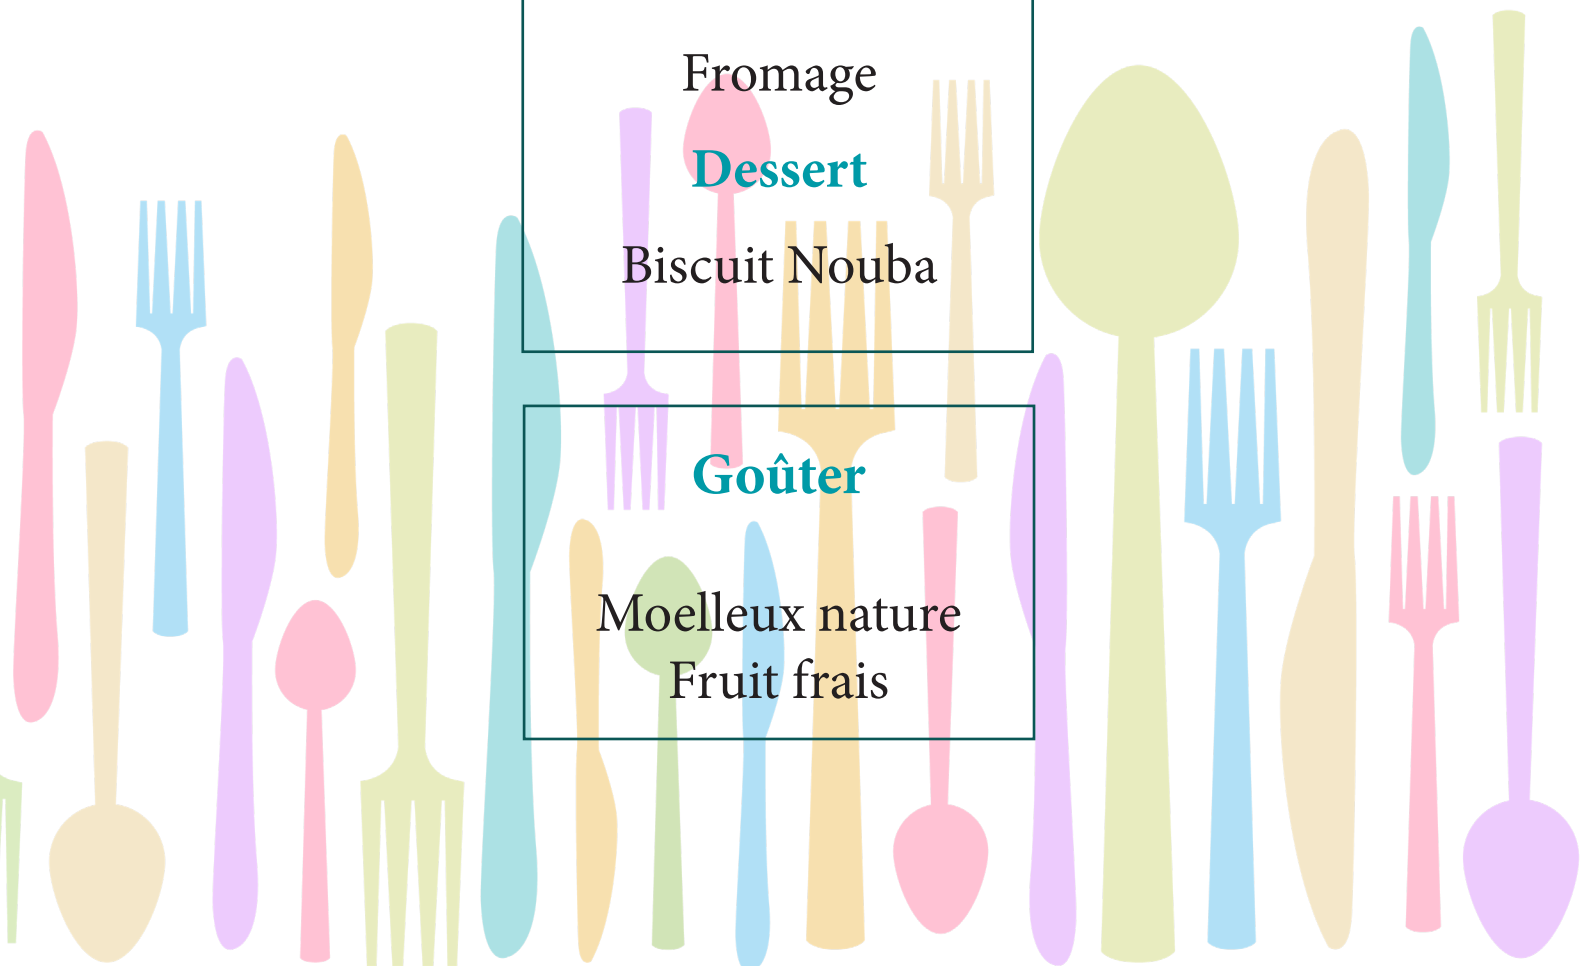 Fromage
Dessert
Biscuit Nouba
Goûter
Moelleux nature
Fruit frais